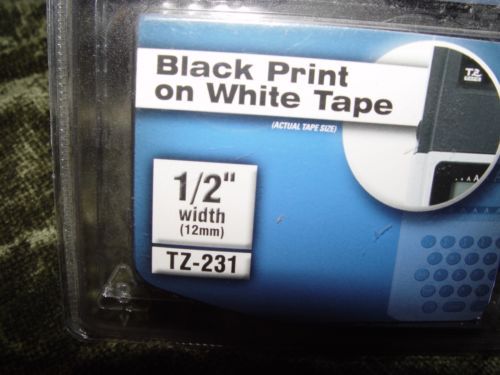 Black Print
on White Tape
(ACTUAL TAPE SIZE)
TZ
1/2"
width
(12mm)
TZ-231